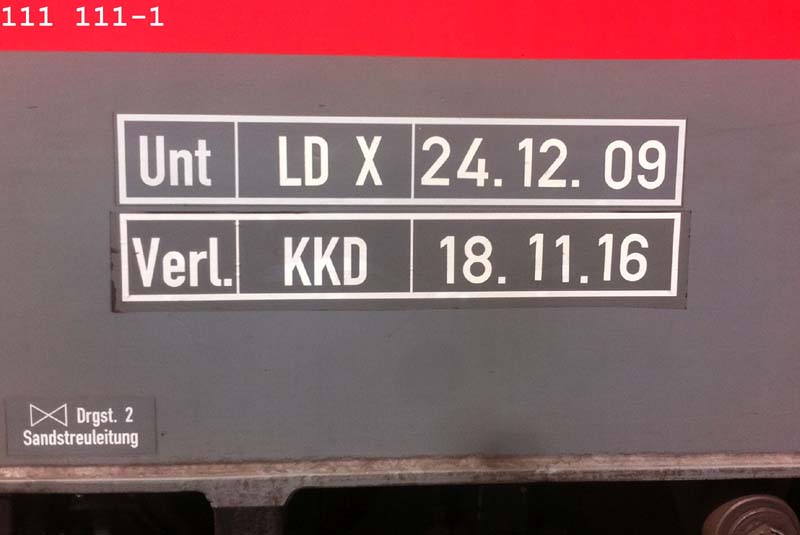 111 111-1
Unt LD X 24.12.09
Verl. KKD 18.11.16
Drgst. 2
Sandstreuleitung